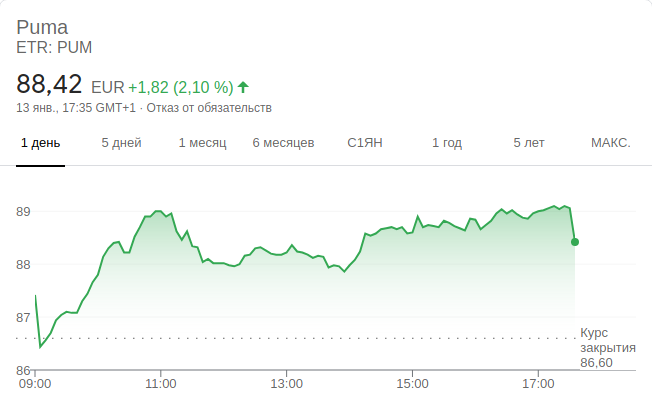 Puma
ETR: PUM
88,42 EUR +1,82 (2,10 %)
13 янв., 17:35 GMT+1 · Отказ от обязательств
1 день 5 дней 1 месяц 6 месяцев С1ЯН 1 год 5 лет МАКС.
89
88
87
86
Курс
закрытия
86,60
09:00 11:00 13:00 15:00 17:00